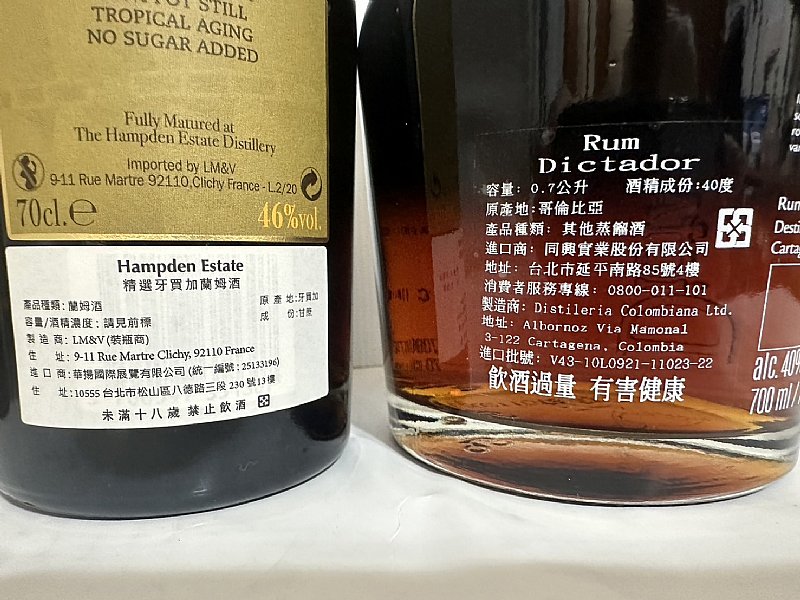 POT STILL
TROPICAL AGING
NO SUGAR ADDED
Fully Matured at
The Hampden Estate Distillery
Imported by LM&V
9-11 Rue Martre 92110 Clichy France - L.2/20
70cl. ℮
46%vol.
Hampden Estate
精選牙買加蘭姆酒
產品種類: 蘭姆酒
原 產 地: 牙買加
容量/酒精濃度: 請見前標
成 份: 甘蔗
製 造 商: LM&V (裝瓶商)
住 址: 9-11 Rue Martre Clichy, 92110 France
進 口 商: 華揚國際展覽有限公司 (統一編號: 25133196)
住 址: 10555 台北市松山區八德路三段 230 號 13 樓
未滿十八歲 禁止飲酒
Rum
Dictador
容量: 0.7公升 酒精成份:40度
原產地:哥倫比亞
產品種類: 其他蒸餾酒
進口商: 同興實業股份有限公司
地址: 台北市延平南路85號4樓
消費者服務專線: 0800-011-101
製造商: Distileria Colombiana Ltd.
地址: Albornoz Via Mamonal
3-122 Cartagena, Colombia
進口批號: V43-10L0921-11023-22
飲酒過量 有害健康
Rum
Destil
Cartag
alc. 40%
700 ml